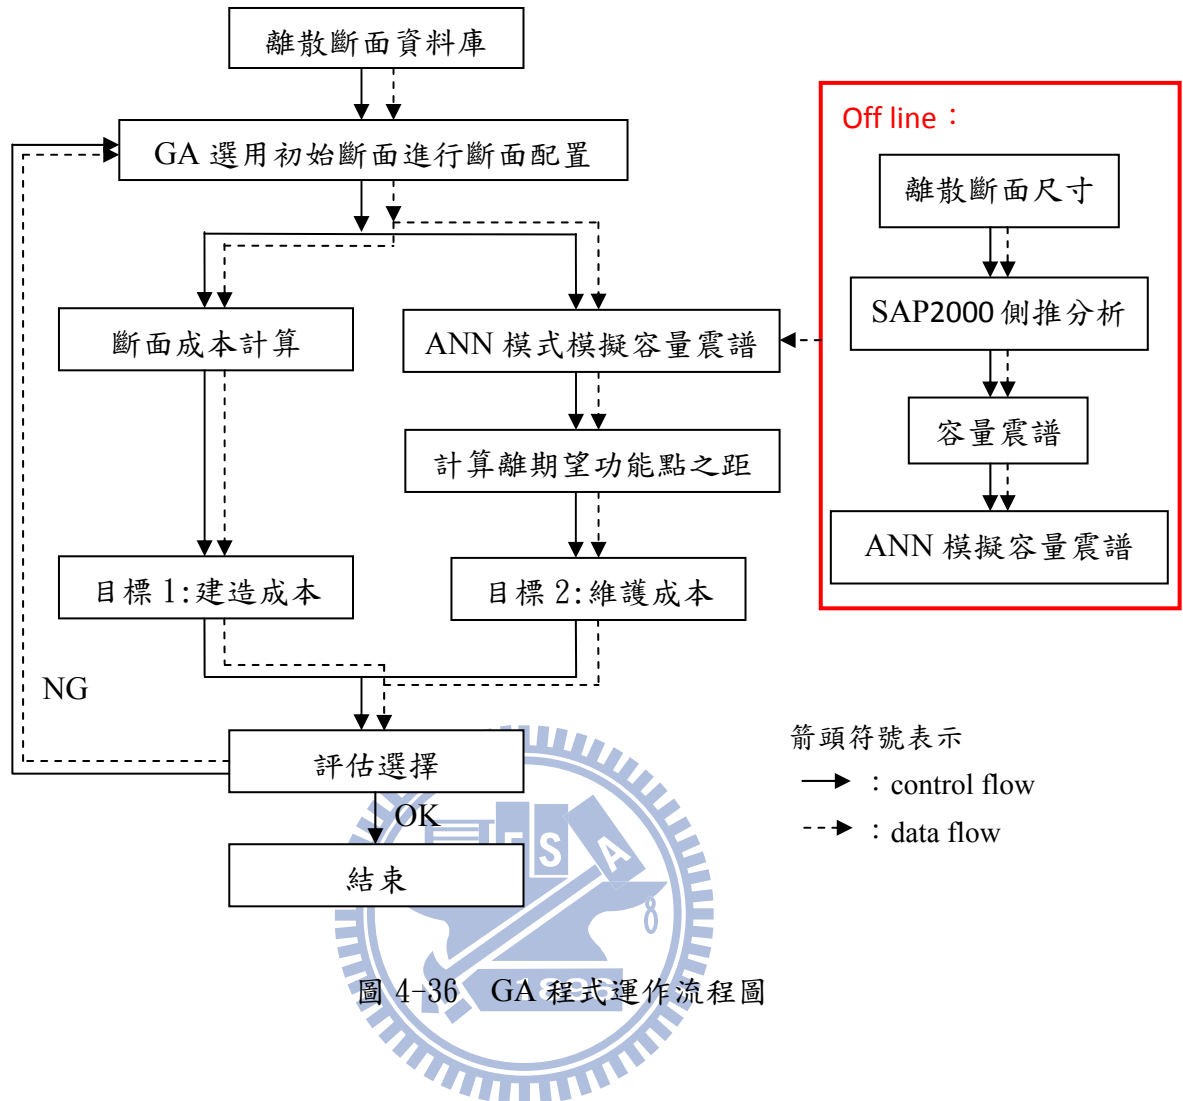 離散斷面資料庫
GA 選用初始斷面進行斷面配置
斷面成本計算
ANN 模式模擬容量震譜
計算離期望功能點之距
目標 1:建造成本
目標 2:維護成本
NG
評估選擇
OK
結束
Off line：
離散斷面尺寸
SAP2000 側推分析
容量震譜
ANN 模擬容量震譜
箭頭符號表示
：control flow
：data flow
ESA
1896
圖 4-36 GA 程式運作流程圖